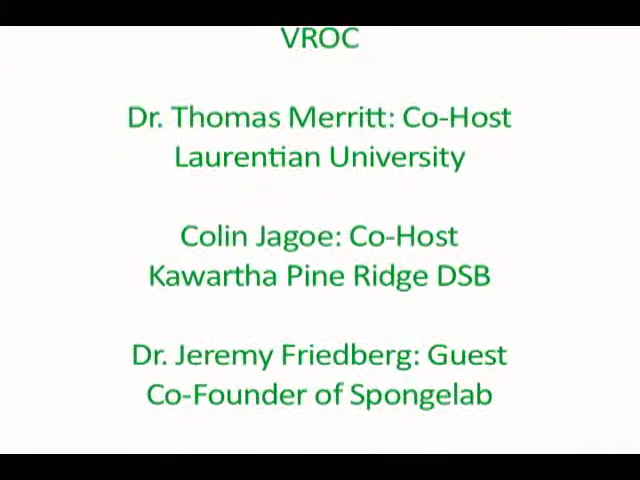 VROC
Dr. Thomas Merritt: Co-Host
Laurentian University
Colin Jagoe: Co-Host
Kawartha Pine Ridge DSB
Dr. Jeremy Friedberg: Guest
Co-Founder of Spongelab